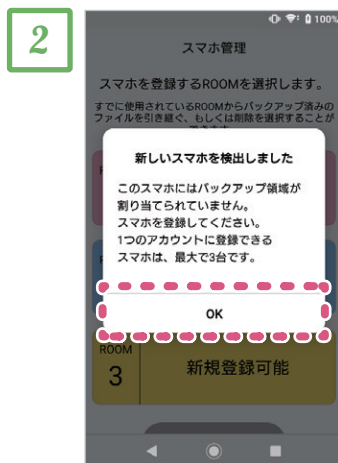 2
100%
スマホ管理
スマホを登録するROOMを選択します。
すでに使用されているROOMからバックアップ済みの
ファイルを引き継ぐ、もしくは削除を選択することが
新しいスマホを検出しました
このスマホにはバックアップ領域が
割り当てられていません。
スマホを登録してください。
1つのアカウントに登録できる
スマホは、最大で3台です。
OK
ROOM
3
新規登録可能